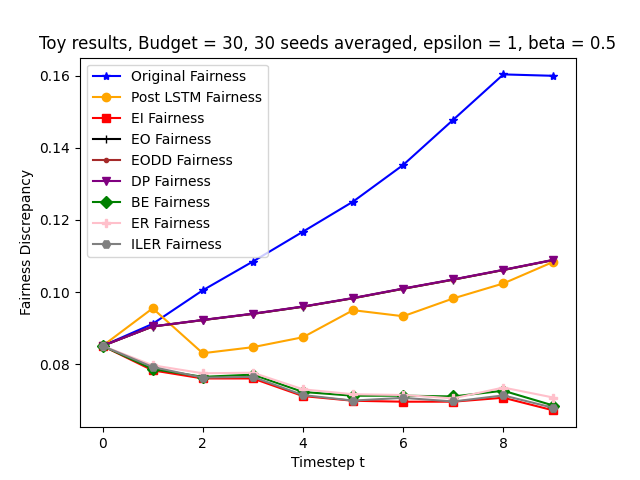 Toy results, Budget = 30, 30 seeds averaged, epsilon = 1, beta = 0.5
0.16
0.14
0.12
0.10
0.08
Fairness Discrepancy
Original Fairness
Post LSTM Fairness
EI Fairness
EO Fairness
EODD Fairness
DP Fairness
BE Fairness
ER Fairness
ILER Fairness
0 2 4 6 8
Timestep t